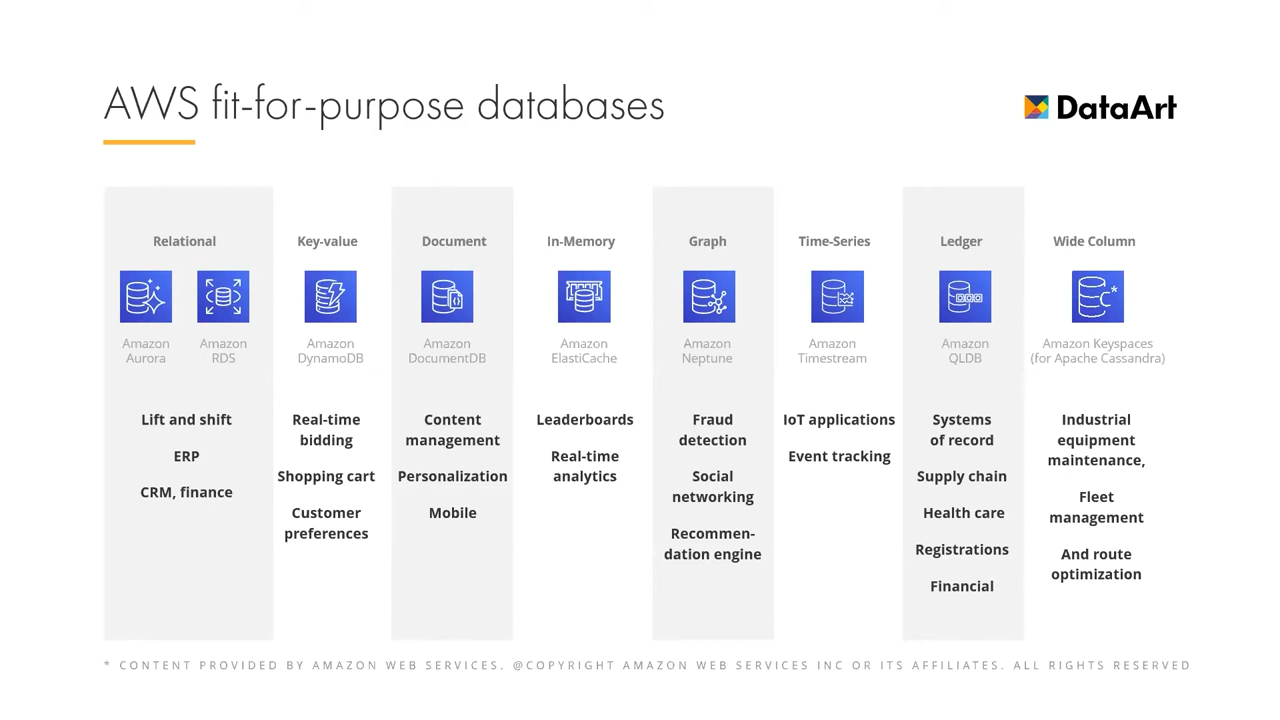 AWS fit-for-purpose databases
DataArt
Relational
Amazon
Aurora
Amazon
RDS
Lift and shift
ERP
CRM, finance
Key-value
Amazon
DynamoDB
Real-time
bidding
Shopping cart
Customer
preferences
Document
Amazon
DocumentDB
Content
management
Personalization
Mobile
In-Memory
Amazon
ElastiCache
Leaderboards
Real-time
analytics
Graph
Amazon
Neptune
Fraud
detection
Social
networking
Recommen-
dation engine
Time-Series
Amazon
Timestream
IoT applications
Event tracking
Ledger
Amazon
QLDB
Systems
of record
Supply chain
Health care
Registrations
Financial
Wide Column
C*
Amazon Keyspaces
(for Apache Cassandra)
Industrial
equipment
maintenance,
Fleet
management
And route
optimization
* CONTENT PROVIDED BY AMAZON WEB SERVICES. @COPYRIGHT AMAZON WEB SERVICES INC OR ITS AFFILIATES. ALL RIGHTS RESERVED